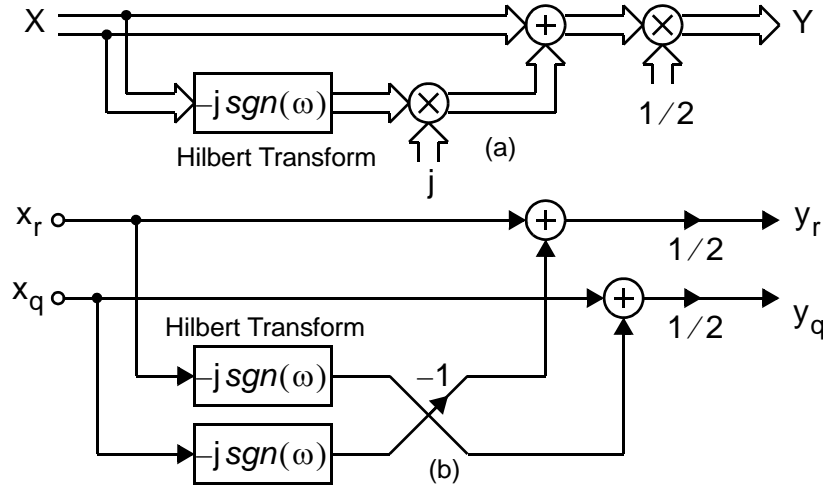 X
Y
−j sgn(ω)
1/2
Hilbert Transform
(a)
j
x_r
y_r
1/2
x_q
y_q
1/2
Hilbert Transform
−j sgn(ω)
−1
−j sgn(ω)
(b)